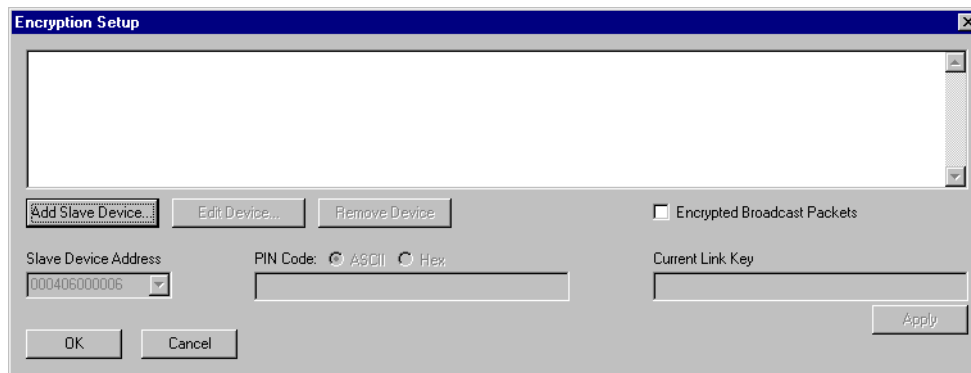 Encryption Setup
Add Slave Device... Edit Device... Remove Device Encrypted Broadcast Packets
Slave Device Address PIN Code: ASCII Hex Current Link Key
000406000006
Apply
OK Cancel